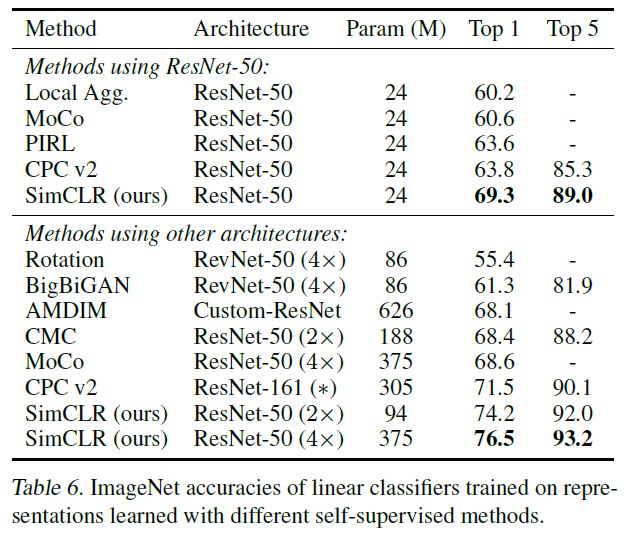 Method Architecture Param (M) Top 1 Top 5
Methods using ResNet-50:
Local Agg. ResNet-50 24 60.2 -
MoCo ResNet-50 24 60.6 -
PIRL ResNet-50 24 63.6 -
CPC v2 ResNet-50 24 63.8 85.3
SimCLR (ours) ResNet-50 24 69.3 89.0
Methods using other architectures:
Rotation RevNet-50 (4×) 86 55.4 -
BigBiGAN RevNet-50 (4×) 86 61.3 81.9
AMDIM Custom-ResNet 626 68.1 -
CMC ResNet-50 (2×) 188 68.4 88.2
MoCo ResNet-50 (4×) 375 68.6 -
CPC v2 ResNet-161 (∗) 305 71.5 90.1
SimCLR (ours) ResNet-50 (2×) 94 74.2 92.0
SimCLR (ours) ResNet-50 (4×) 375 76.5 93.2
Table 6. ImageNet accuracies of linear classifiers trained on repre-
sentations learned with different self-supervised methods.